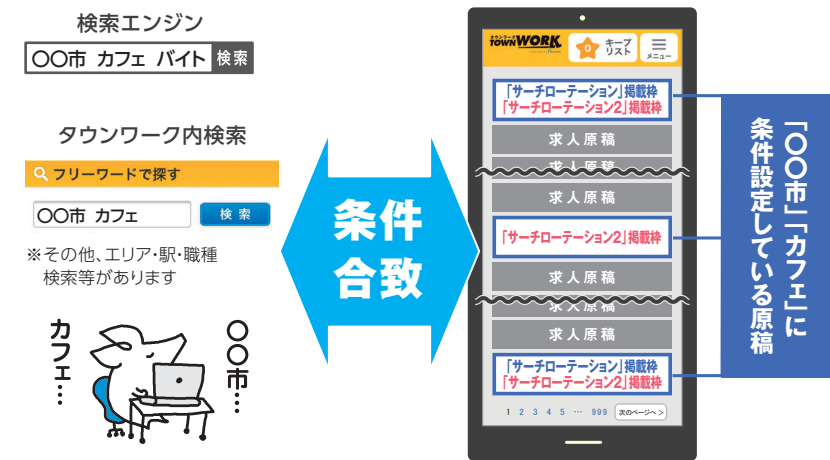 検索エンジン
〇〇市 カフェ バイト 検索
タウンワーク内検索
フリーワードで探す
〇〇市 カフェ 検索
※その他、エリア・駅・職種
検索等があります
カフェ…
〇〇市…
条件
合致
タウンワーク
TOWNWORK
0 キープ
リスト
メニュー
「サーチローテーション」掲載枠
「サーチローテーション2」掲載枠
求人原稿
求人原稿
求人原稿
「サーチローテーション2」掲載枠
求人原稿
求人原稿
求人原稿
「サーチローテーション」掲載枠
「サーチローテーション2」掲載枠
1 2 3 4 5 … 999 次のページへ >
「〇〇市」「カフェ」に
条件設定している原稿